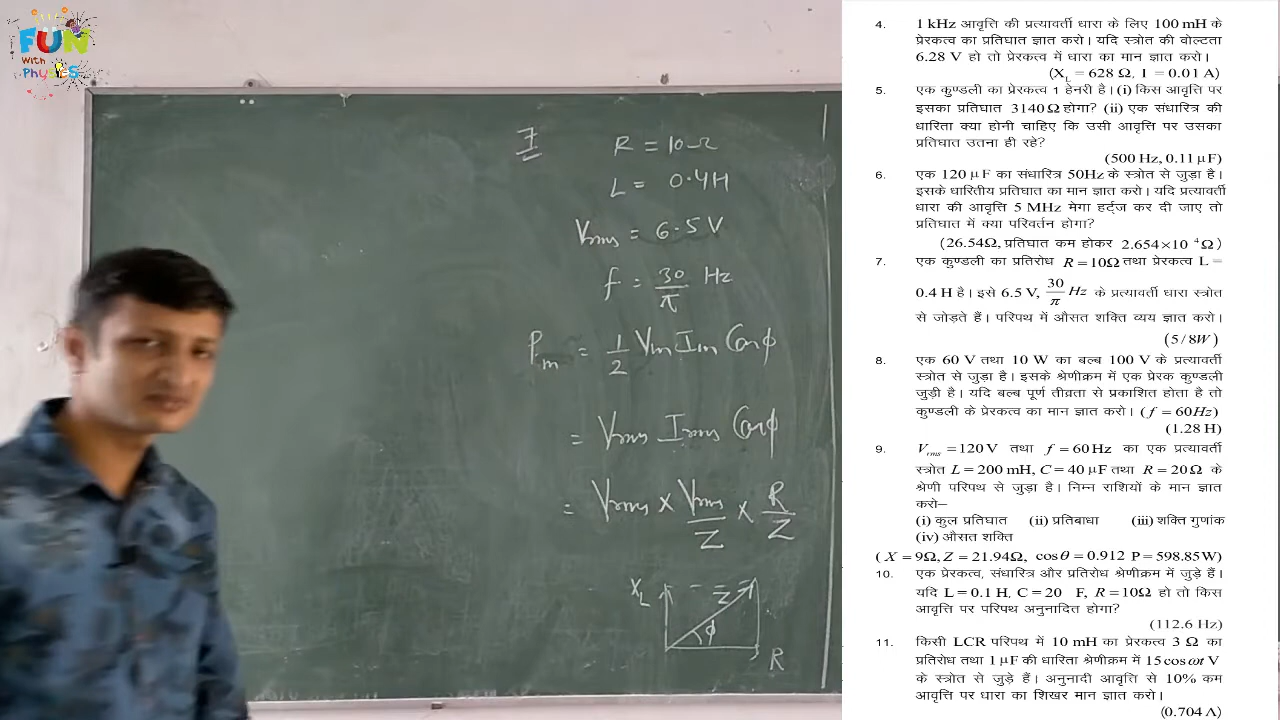 FUN
With
Physics
7
R = 10Ω
L = 0.4H
Vrms = 6.5 V
f = 30/π Hz
Pm = 1/2 Vm Im Cosϕ
= Vrms Irms Cosϕ
= Vrms × Vrms/Z × R/Z
XL Z
ϕ
R
4. 1 kHz आवृत्ति की प्रत्यावर्ती धारा के लिए 100 mH के
प्रेरकत्व का प्रतिघात ज्ञात करो। यदि स्त्रोत की वोल्टता
6.28 V हो तो प्रेरकत्व में धारा का मान ज्ञात करो।
(XL = 628 Ω, I = 0.01 A)
5. एक कुण्डली का प्रेरकत्व 1 हेनरी है। (i) किस आवृत्ति पर
इसका प्रतिघात 3140 Ω होगा? (ii) एक संधारित्र की
धारिता क्या होनी चाहिए कि उसी आवृत्ति पर उसका
प्रतिघात उतना ही रहे?
(500 Hz, 0.11 μF)
6. एक 120 μF का संधारित्र 50Hz के स्त्रोत से जुड़ा है।
इसके धारितीय प्रतिघात का मान ज्ञात करो। यदि प्रत्यावर्ती
धारा की आवृत्ति 5 MHz मेगा हर्ट्ज कर दी जाए तो
प्रतिघात में क्या परिवर्तन होगा?
(26.54Ω, प्रतिघात कम होकर 2.654×10 ⁴Ω)
7. एक कुण्डली का प्रतिरोध R = 10Ω तथा प्रेरकत्व L =
0.4 H है। इसे 6.5 V, 30/π Hz के प्रत्यावर्ती धारा स्त्रोत
से जोड़ते हैं। परिपथ में औसत शक्ति व्यय ज्ञात करो।
(5/8W)
8. एक 60 V तथा 10 W का बल्ब 100 V के प्रत्यावर्ती
स्त्रोत से जुड़ा है। इसके श्रेणीक्रम में एक प्रेरक कुण्डली
जुड़ी है। यदि बल्ब पूर्ण तीव्रता से प्रकाशित होता है तो
कुण्डली के प्रेरकत्व का मान ज्ञात करो। (f = 60Hz)
(1.28 H)
9. Vrms = 120 V तथा f = 60 Hz का एक प्रत्यावर्ती
स्त्रोत L = 200 mH, C = 40 μF तथा R = 20 Ω के
श्रेणी परिपथ से जुड़ा है। निम्न राशियों के मान ज्ञात
करो–
(i) कुल प्रतिघात (ii) प्रतिबाधा (iii) शक्ति गुणांक
(iv) औसत शक्ति
( X = 9Ω, Z = 21.94Ω, cosθ = 0.912 P = 598.85W)
10. एक प्रेरकत्व, संधारित्र और प्रतिरोध श्रेणीक्रम में जुड़े हैं।
यदि L = 0.1 H, C = 20 F, R = 10Ω हो तो किस
आवृत्ति पर परिपथ अनुनादित होगा?
(112.6 Hz)
11. किसी LCR परिपथ में 10 mH का प्रेरकत्व 3 Ω का
प्रतिरोध तथा 1 μF की धारिता श्रेणीक्रम में 15 cos ωt V
के स्त्रोत से जुड़े हैं। अनुनादी आवृत्ति से 10% कम
आवृत्ति पर धारा का शिखर मान ज्ञात करो।
(0.704 A)